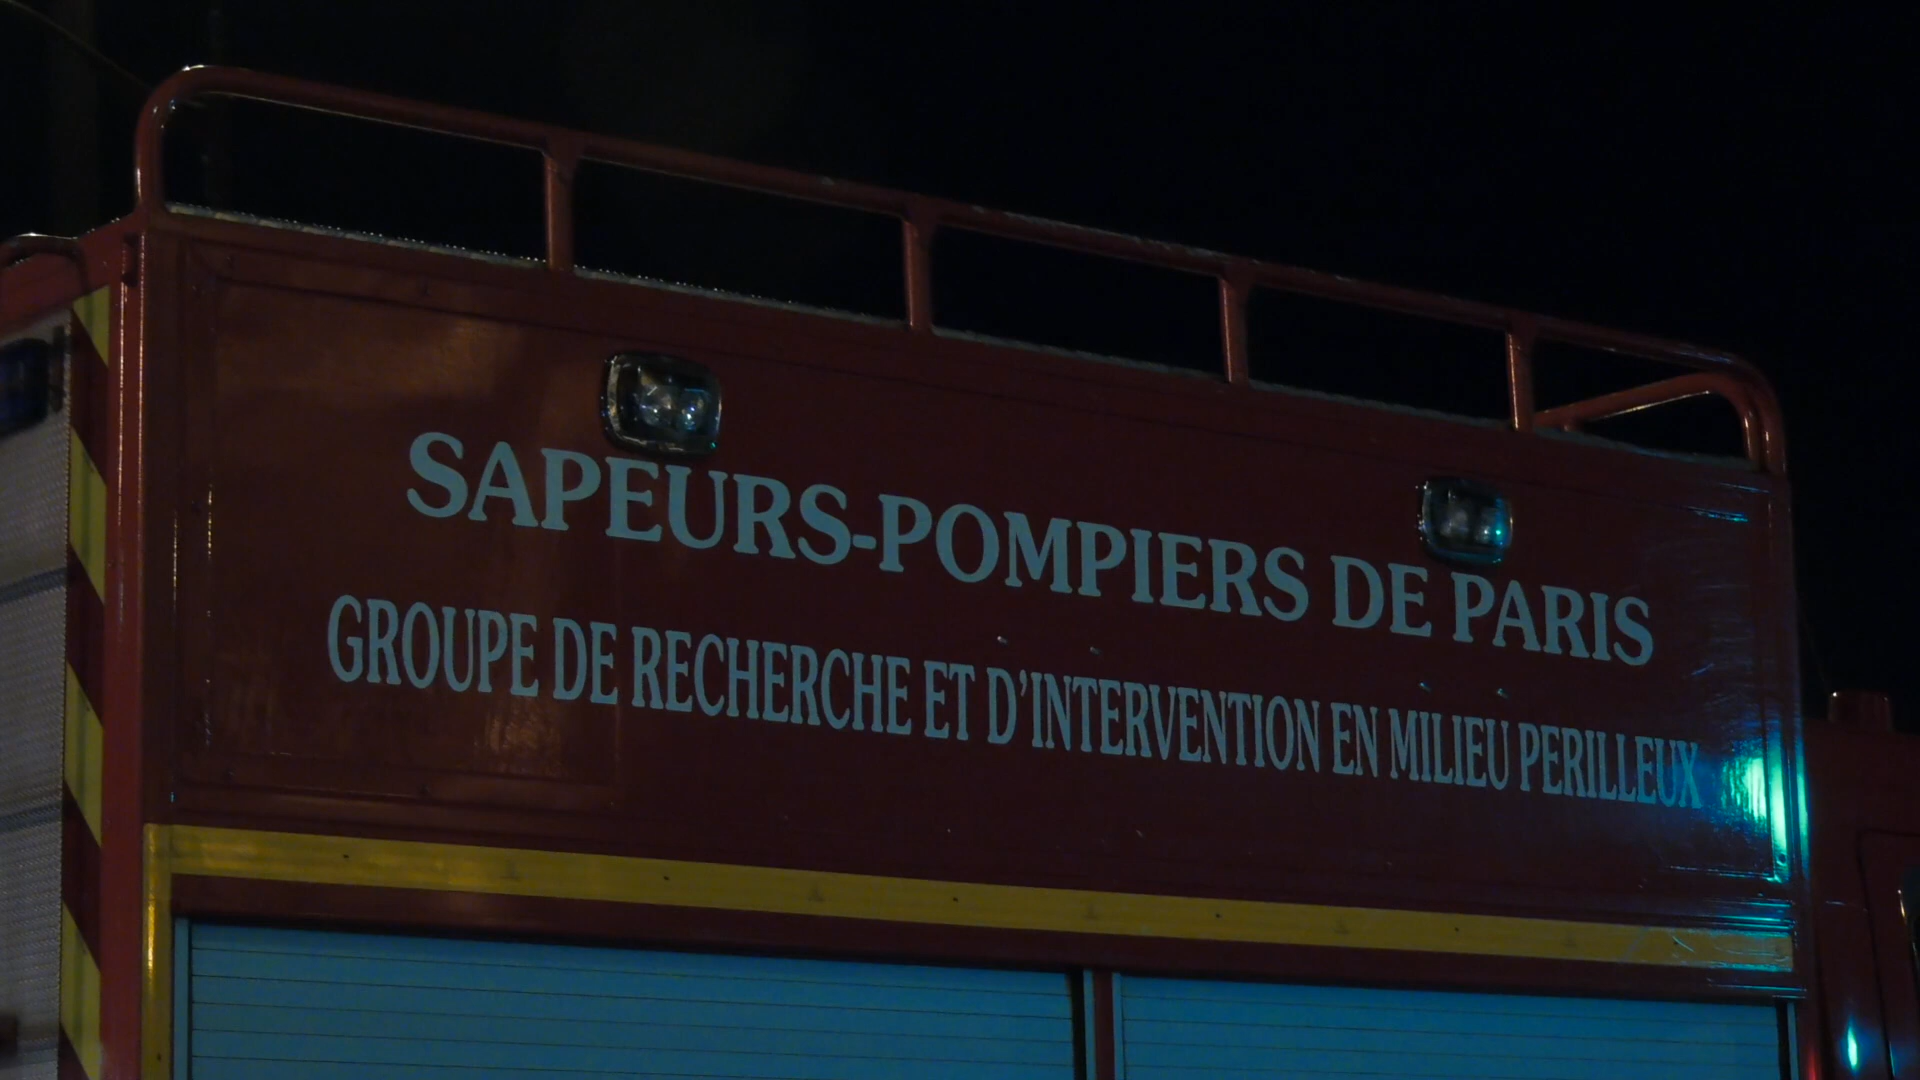 SAPEURS-POMPIERS DE PARIS
GROUPE DE RECHERCHE ET D'INTERVENTION EN MILIEU PERILLEUX